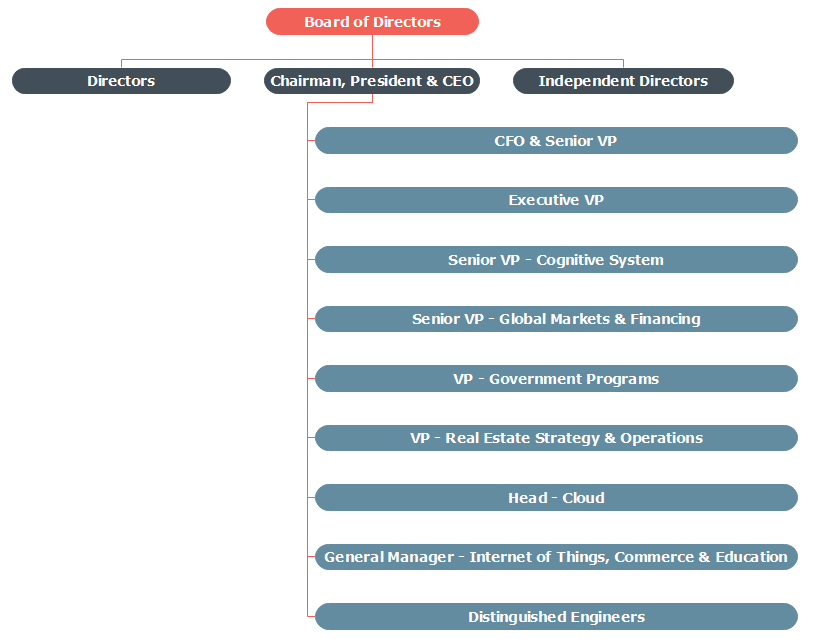 Board of Directors
Directors
Chairman, President & CEO
Independent Directors
CFO & Senior VP
Executive VP
Senior VP - Cognitive System
Senior VP - Global Markets & Financing
VP - Government Programs
VP - Real Estate Strategy & Operations
Head - Cloud
General Manager - Internet of Things, Commerce & Education
Distinguished Engineers